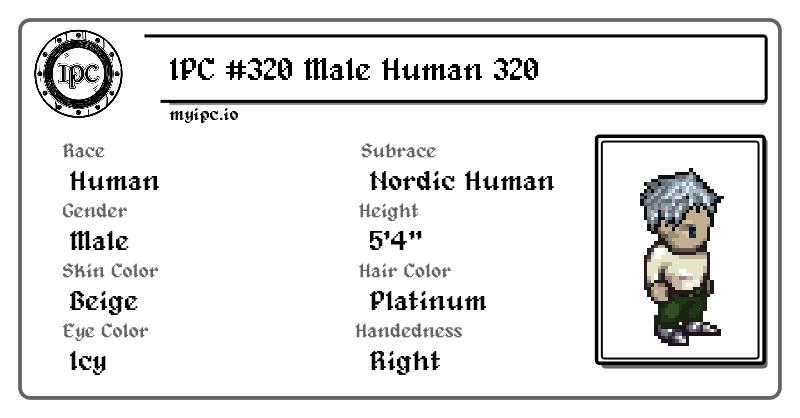 IPC
IPC #320 Male Human 320
myipc.io
Race
Human
Subrace
Nordic Human
Gender
Male
Height
5'4"
Skin Color
Beige
Hair Color
Platinum
Eye Color
Icy
Handedness
Right